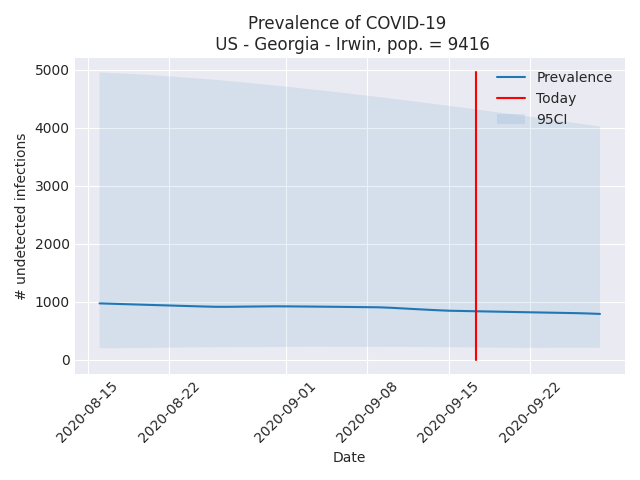 Prevalence of COVID-19
US - Georgia - Irwin, pop. = 9416
# undetected infections
5000
4000
3000
2000
1000
0
Prevalence
Today
95CI
2020-08-15
2020-08-22
2020-09-01
2020-09-08
2020-09-15
2020-09-22
Date